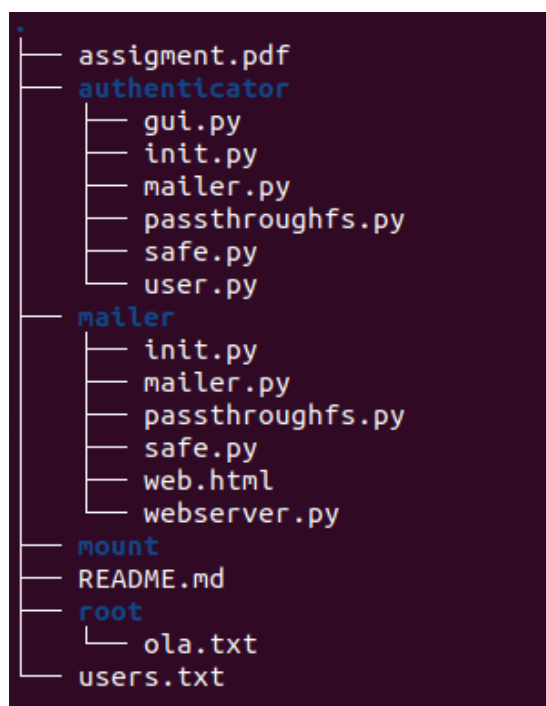 .
├── assigment.pdf
├── authenticator
│   ├── gui.py
│   ├── init.py
│   ├── mailer.py
│   ├── passthroughfs.py
│   ├── safe.py
│   └── user.py
├── mailer
│   ├── init.py
│   ├── mailer.py
│   ├── passthroughfs.py
│   ├── safe.py
│   ├── web.html
│   └── webserver.py
├── mount
├── README.md
├── root
│   └── ola.txt
└── users.txt